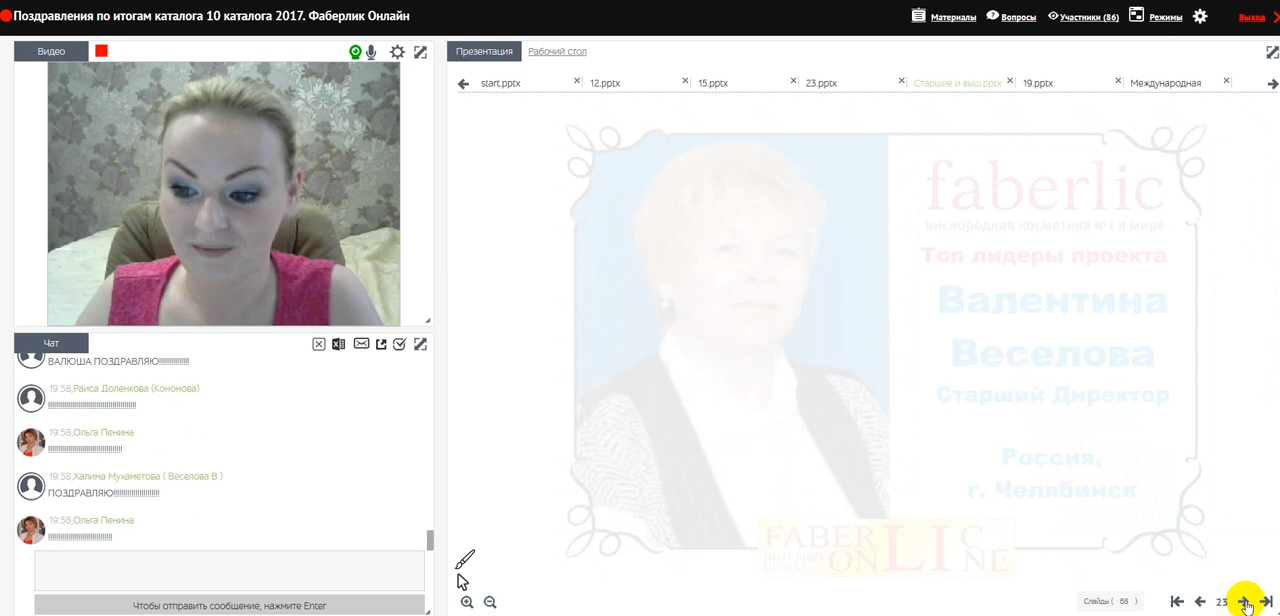 Поздравления по итогам каталога 10 каталога 2017. Фаберлик Онлайн
Материалы
Вопросы
Участники (86)
Режимы
Выход
Видео
Презентация
Рабочий стол
start.pptx
12.pptx
15.pptx
23.pptx
Старшие и выш.pptx
19.pptx
Международная
faberlic
кислородная косметика №1 в мире
Топ лидеры проекта
Валентина
Веселова
Старший Директор
Россия,
г. Челябинск
FABERLIC
ONLINE
Чат
ВАЛЮША ПОЗДРАВЛЯЮ!!!!!!!!!!!!!!!!
19:58, Раиса Доленкова (Кононова)
!!!!!!!!!!!!!!!!!!!!!!!!!!!!!!!!!!!!!!!!!!!
19:58, Ольга Пенина
!!!!!!!!!!!!!!!!!!!!!!!!!!!!!!!!!!!!
19:58, Халима Мухаметова ( Веселова В )
ПОЗДРАВЛЯЮ!!!!!!!!!!!!!!!!!!!!!!!
19:58, Ольга Пенина
!!!!!!!!!!!!!!!!!!!!!!!!!!!!!!!
Чтобы отправить сообщение, нажмите Enter
Слайды ( 68 )
23